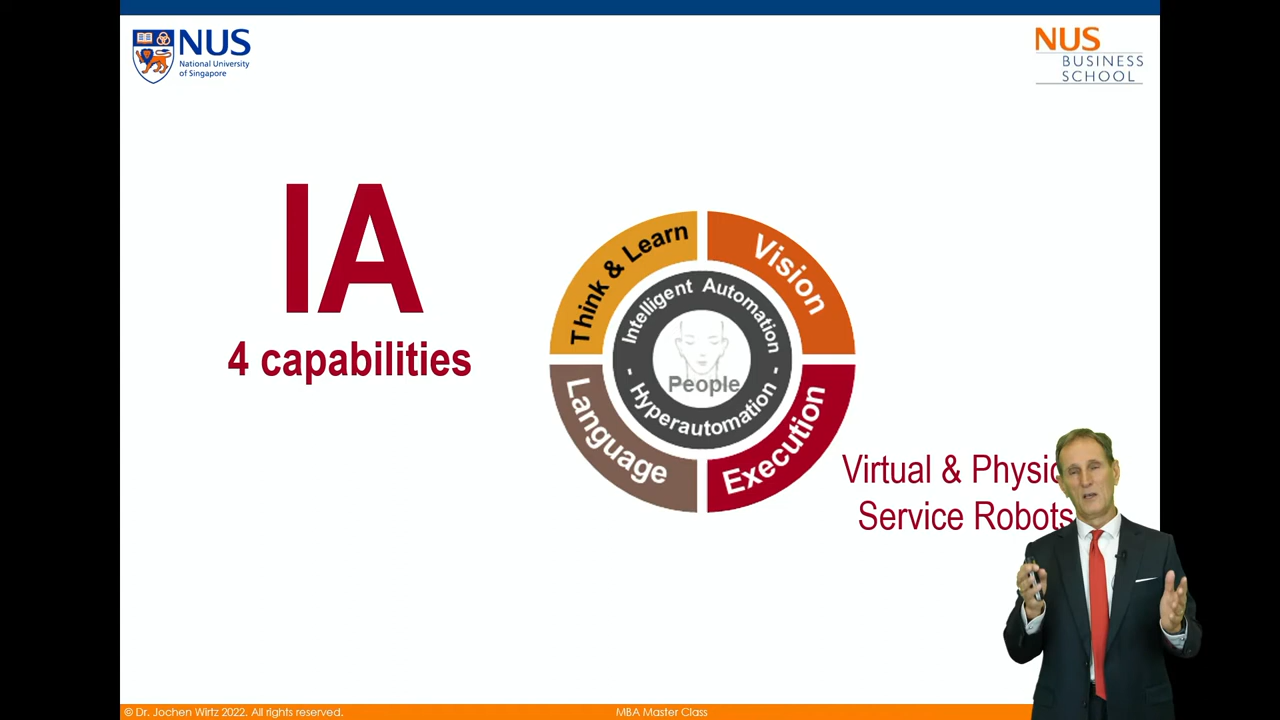 NUS
National University
of Singapore
NUS
BUSINESS
SCHOOL
IA
4 capabilities
Think & Learn
Vision
Intelligent Automation
People
- Hyperautomation -
Language
Execution
Virtual &
Service Robots
© Dr. Jochen Wirtz 2022. All rights reserved.
MBA Master Class